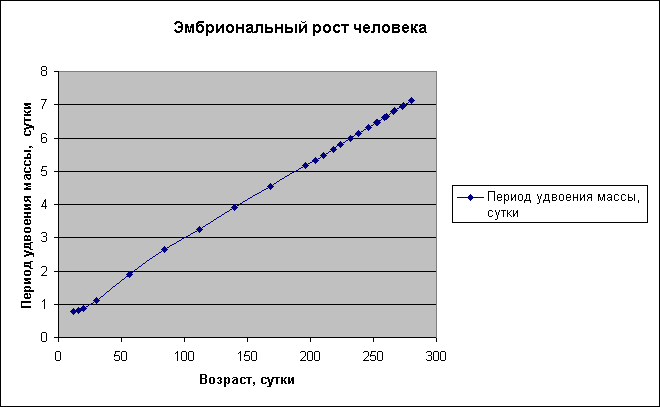 Эмбриональный рост человека
Период удвоения массы, сутки
8
7
6
5
4
3
2
1
0
0 50 100 150 200 250 300
Возраст, сутки
Период удвоения массы,
сутки